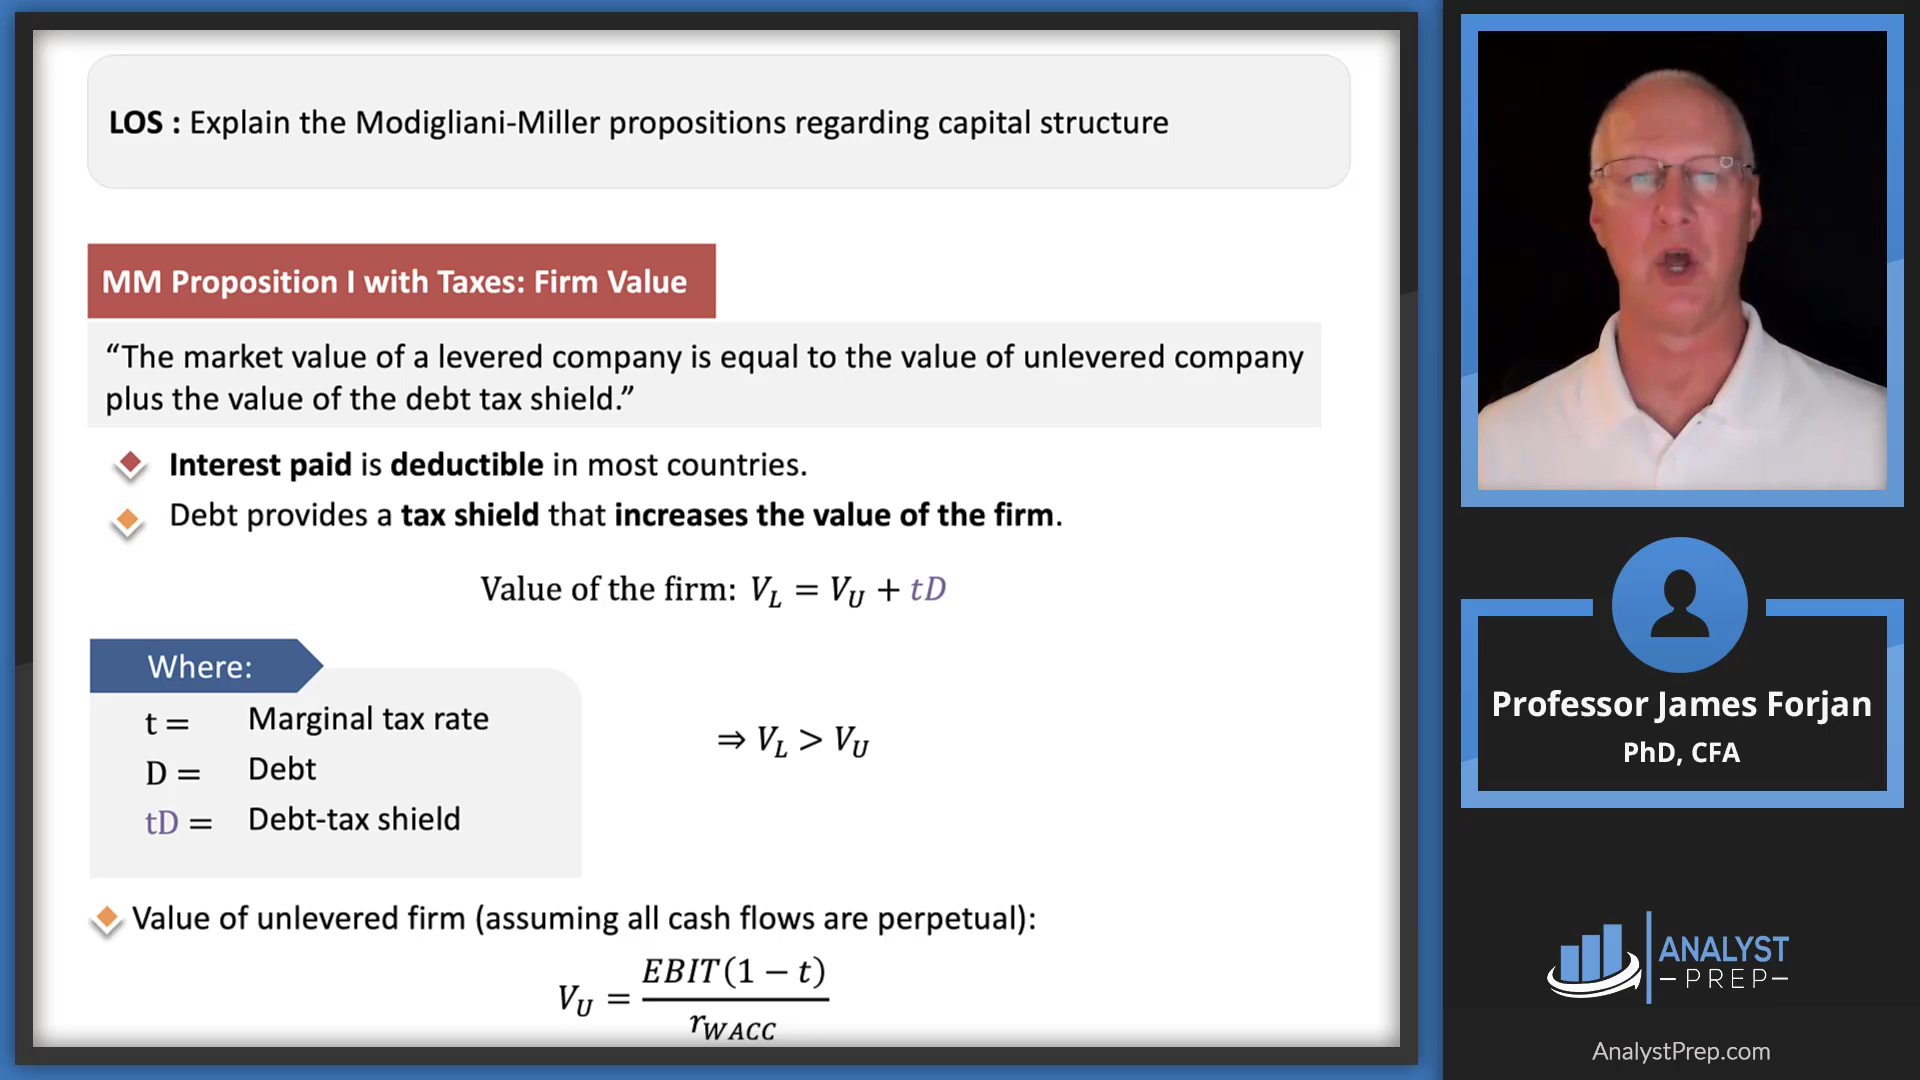 LOS : Explain the Modigliani-Miller propositions regarding capital structure
MM Proposition I with Taxes: Firm Value
“The market value of a levered company is equal to the value of unlevered company
plus the value of the debt tax shield.”
Interest paid is deductible in most countries.
Debt provides a tax shield that increases the value of the firm.
Value of the firm: V_L = V_U + tD
Where:
t = Marginal tax rate
D = Debt
tD = Debt-tax shield
⇒ V_L > V_U
Value of unlevered firm (assuming all cash flows are perpetual):
V_U = EBIT(1 − t) / r_WACC
Professor James Forjan
PhD, CFA
ANALYST
PREP
AnalystPrep.com